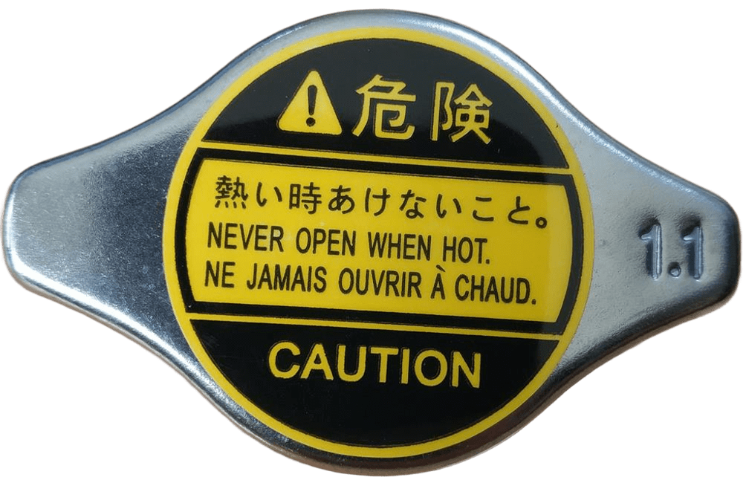 危険
熱い時あけないこと。
NEVER OPEN WHEN HOT.
NE JAMAIS OUVRIR À CHAUD.
1.1
CAUTION